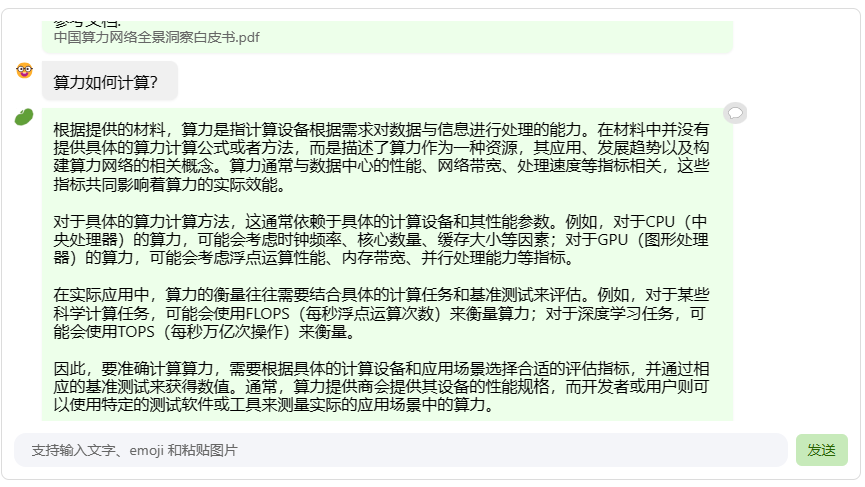 参考文档:
中国算力网络全景洞察白皮书.pdf
算力如何计算？
根据提供的材料，算力是指计算设备根据需求对数据与信息进行处理的能力。在材料中并没有
提供具体的算力计算公式或者方法，而是描述了算力作为一种资源，其应用、发展趋势以及构
建算力网络的相关概念。算力通常与数据中心的性能、网络带宽、处理速度等指标相关，这些
指标共同影响着算力的实际效能。
对于具体的算力计算方法，这通常依赖于具体的计算设备和其性能参数。例如，对于CPU（中
央处理器）的算力，可能会考虑时钟频率、核心数量、缓存大小等因素；对于GPU（图形处理
器）的算力，可能会考虑浮点运算性能、内存带宽、并行处理能力等指标。
在实际应用中，算力的衡量往往需要结合具体的计算任务和基准测试来评估。例如，对于某些
科学计算任务，可能会使用FLOPS（每秒浮点运算次数）来衡量算力；对于深度学习任务，可
能会使用TOPS（每秒万亿次操作）来衡量。
因此，要准确计算算力，需要根据具体的计算设备和应用场景选择合适的评估指标，并通过相
应的基准测试来获得数值。通常，算力提供商会提供其设备的性能规格，而开发者或用户则可
以使用特定的测试软件或工具来测量实际的应用场景中的算力。
支持输入文字、emoji 和粘贴图片
发送